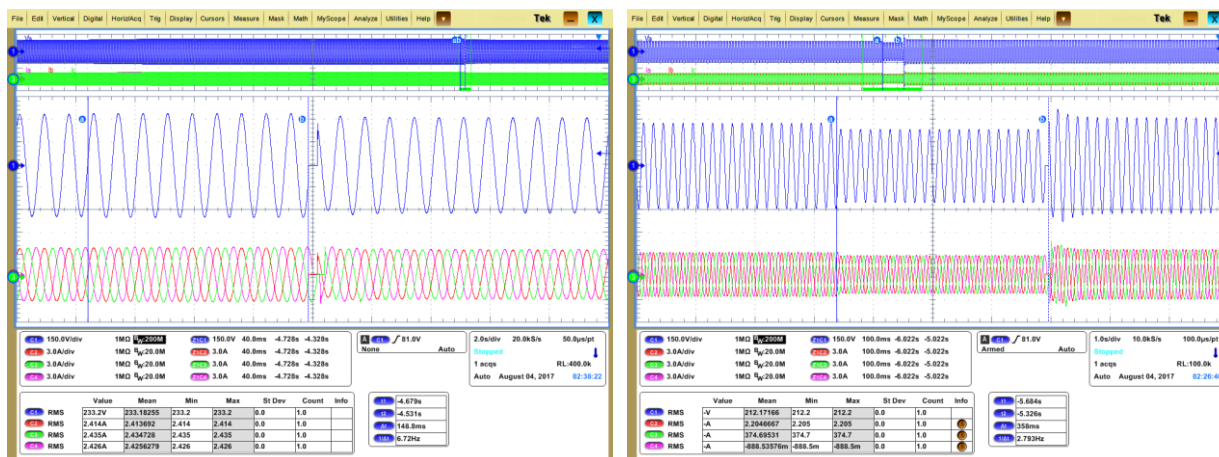 File Edit Vertical Digital Horiz/Acq Trig Display Cursors Measure Mask Math MyScope Analyze Utilities Help Tek X
Va
1
ab
Ia Ib Ic
3
a b
1
3
C1 150.0V/div 1MΩ BW:200M
C2 3.0A/div 1MΩ BW:20.0M
C3 3.0A/div 1MΩ BW:20.0M
C4 3.0A/div 1MΩ BW:20.0M
Z1C1 150.0V 40.0ms -4.728s -4.328s
Z1C2 3.0A 40.0ms -4.728s -4.328s
Z1C3 3.0A 40.0ms -4.728s -4.328s
Z1C4 3.0A 40.0ms -4.728s -4.328s
A C1 81.0V
None Auto
2.0s/div 20.0kS/s 50.0µs/pt
Stopped
1 acqs RL:400.0k
Auto August 04, 2017 02:38:22
Value Mean Min Max St Dev Count Info
C1 RMS 233.2V 233.18255 233.2 233.2 0.0 1.0
C2 RMS 2.414A 2.413692 2.414 2.414 0.0 1.0
C3 RMS 2.435A 2.434728 2.435 2.435 0.0 1.0
C4 RMS 2.426A 2.4256279 2.426 2.426 0.0 1.0
t1 -4.679s
t2 -4.531s
Δt 148.8ms
1/Δt 6.72Hz
File Edit Vertical Digital Horiz/Acq Trig Display Cursors Measure Mask Math MyScope Analyze Utilities Help Tek X
Va
1
a b
Ia Ib Ic
3
a b
1
3
C1 150.0V/div 1MΩ BW:200M
C2 3.0A/div 1MΩ BW:20.0M
C3 3.0A/div 1MΩ BW:20.0M
C4 3.0A/div 1MΩ BW:20.0M
Z1C1 150.0V 100.0ms -6.022s -5.022s
Z1C2 3.0A 100.0ms -6.022s -5.022s
Z1C3 3.0A 100.0ms -6.022s -5.022s
Z1C4 3.0A 100.0ms -6.022s -5.022s
A C1 81.0V
Armed Auto
1.0s/div 10.0kS/s 100.0µs/pt
Stopped
1 acqs RL:100.0k
Auto August 04, 2017
Value Mean Min Max St Dev Count Info
C1 RMS -V 212.17166 212.2 212.2 0.0 1.0
C2 RMS -A 2.2046667 2.205 2.205 0.0 1.0
C3 RMS -A 374.69531 374.7 374.7 0.0 1.0
C4 RMS -A -888.53576m -888.5m -888.5m 0.0 1.0
t1 -5.684s
t2 -5.326s
Δt 358ms
1/Δt 2.793Hz